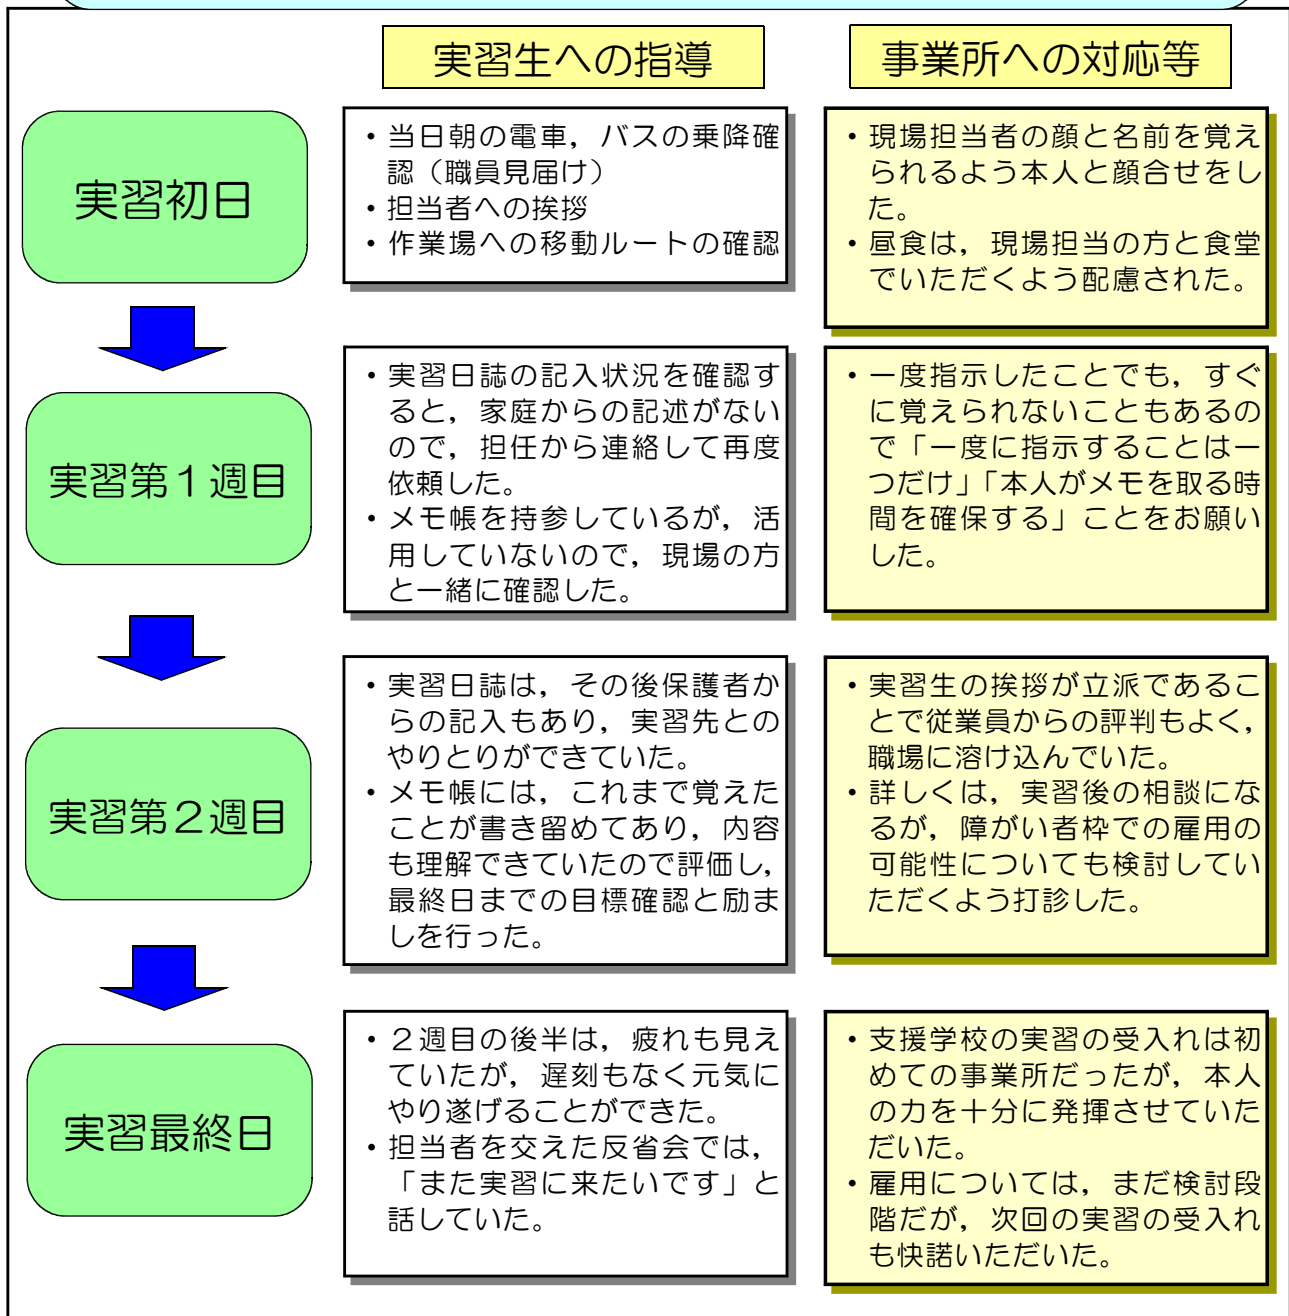 実習生への指導
事業所への対応等
実習初日
・当日朝の電車，バスの乗降確
認（職員見届け）
・担当者への挨拶
・作業場への移動ルートの確認
・現場担当者の顔と名前を覚え
られるよう本人と顔合せをし
た。
・昼食は，現場担当の方と食堂
でいただくよう配慮された。
実習第１週目
・実習日誌の記入状況を確認す
ると，家庭からの記述がない
ので，担任から連絡して再度
依頼した。
・メモ帳を持参しているが，活
用していないので，現場の方
と一緒に確認した。
・一度指示したことでも，すぐ
に覚えられないこともあるの
で「一度に指示することは一
つだけ」「本人がメモを取る時
間を確保する」ことをお願い
した。
実習第２週目
・実習日誌は，その後保護者か
らの記入もあり，実習先との
やりとりができていた。
・メモ帳には，これまで覚えた
ことが書き留めてあり，内容
も理解できていたので評価し，
最終日までの目標確認と励ま
しを行った。
・実習生の挨拶が立派であるこ
とで従業員からの評判もよく，
職場に溶け込んでいた。
・詳しくは，実習後の相談にな
るが，障がい者枠での雇用の
可能性についても検討してい
ただくよう打診した。
実習最終日
・２週目の後半は，疲れも見え
ていたが，遅刻もなく元気に
やり遂げることができた。
・担当者を交えた反省会では，
「また実習に来たいです」と
話していた。
・支援学校の実習の受入れは初
めての事業所だったが，本人
の力を十分に発揮させていた
だいた。
・雇用については，まだ検討段
階だが，次回の実習の受入れ
も快諾いただいた。